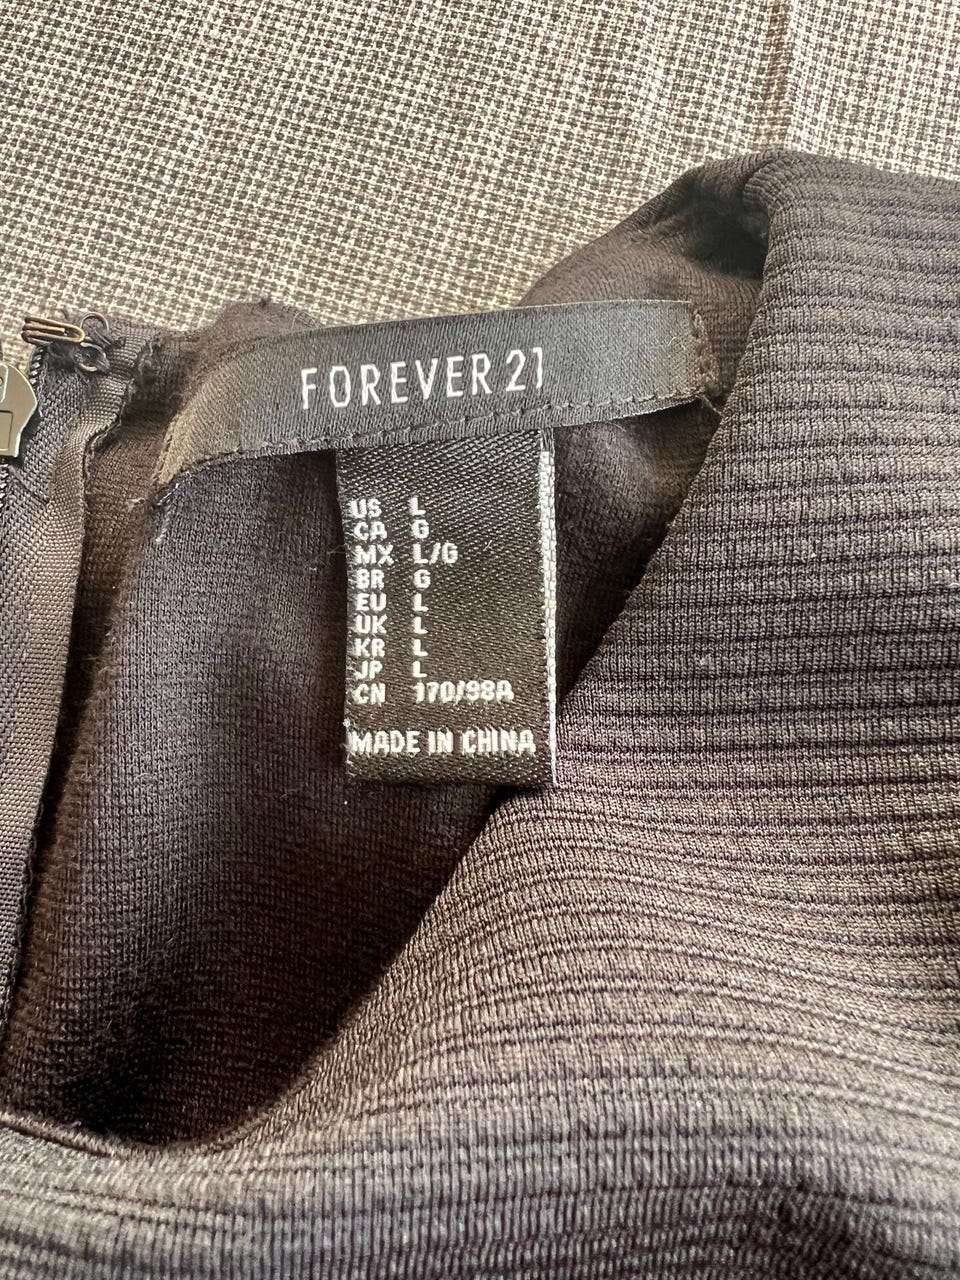 FOREVER 21
US L
CA G
MX L/G
BR G
EU L
UK L
KR L
JP L
CN 170/98A
MADE IN CHINA